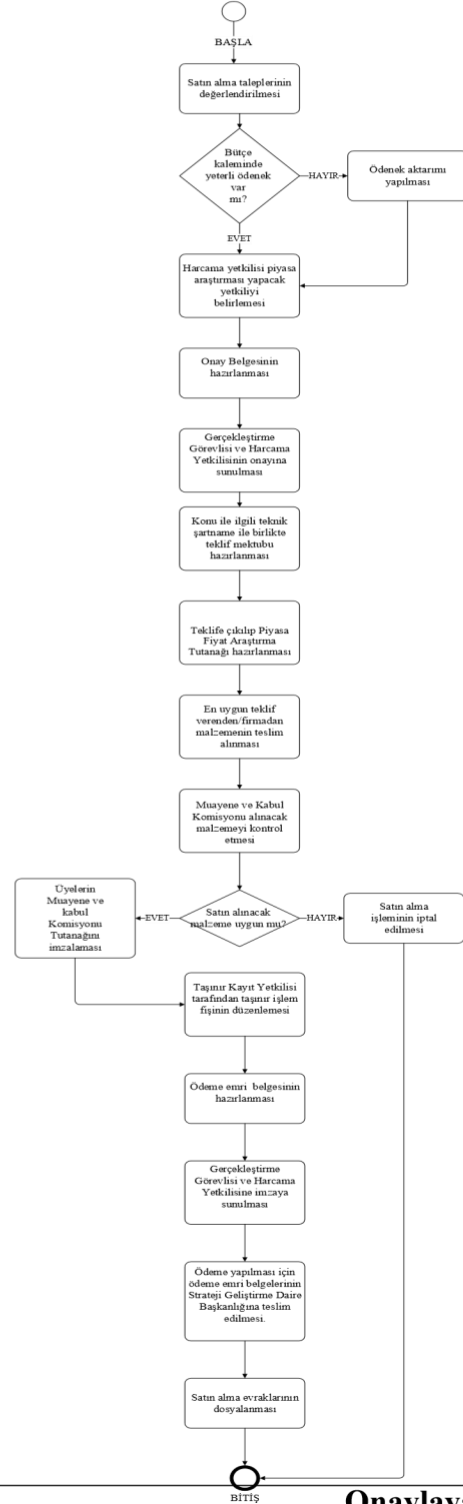 BAŞLA
Satın alma taleplerinin
değerlendirilmesi
Bütçe
kaleminde
yeterli ödenek
var
mı?
HAYIR
Ödenek aktarımı
yapılması
EVET
Harcama yetkilisi piyasa
araştırması yapacak
yetkiliyi
belirlemesi
Onay Belgesinin
hazırlanması
Gerçekleştirme
Görevlisi ve Harcama
Yetkilisinin onayına
sunulması
Konu ile ilgili teknik
şartname ile birlikte
teklif mektubu
hazırlanması
Teklife çıkılıp Piyasa
Fiyat Araştırma
Tutanağı hazırlanması
En uygun teklif
verenden/firmadan
malzemenin teslim
alınması
Muayene ve Kabul
Komisyonu alınacak
malzemeyi kontrol
etmesi
Satın alınacak
malzeme uygun mu?
EVET
Üyelerin
Muayene ve
kabul
Komisyonu
Tutanağını
imzalaması
HAYIR
Satın alma
işleminin iptal
edilmesi
Taşınır Kayıt Yetkilisi
tarafından taşınır işlem
fişinin düzenlemesi
Ödeme emri belgesinin
hazırlanması
Gerçekleştirme
Görevlisi ve Harcama
Yetkilisine imzaya
sunulması
Ödeme yapılması için
ödeme emri belgelerinin
Strateji Geliştirme Daire
Başkanlığına teslim
edilmesi.
Satın alma evraklarının
dosyalanması
BİTİŞ